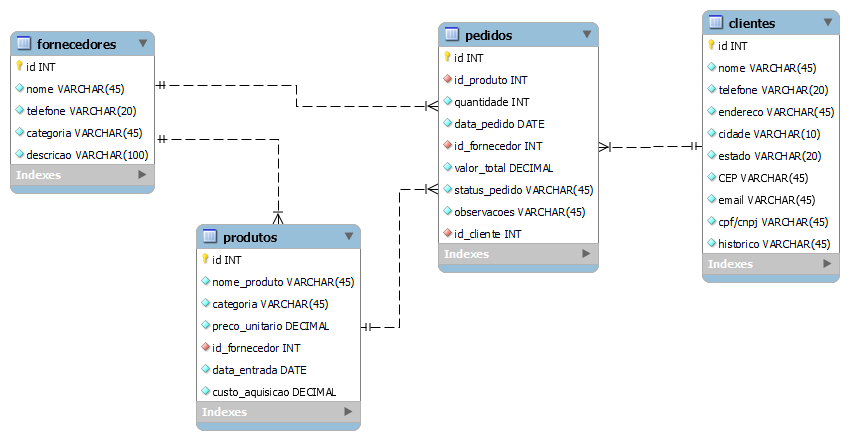 fornecedores
id INT
nome VARCHAR(45)
telefone VARCHAR(20)
categoria VARCHAR(45)
descricao VARCHAR(100)
Indexes
pedidos
id INT
id_produto INT
quantidade INT
data_pedido DATE
id_fornecedor INT
valor_total DECIMAL
status_pedido VARCHAR(45)
observacoes VARCHAR(45)
id_cliente INT
Indexes
clientes
id INT
nome VARCHAR(45)
telefone VARCHAR(20)
endereco VARCHAR(45)
cidade VARCHAR(10)
estado VARCHAR(20)
CEP VARCHAR(45)
email VARCHAR(45)
cpf/cnpj VARCHAR(45)
historico VARCHAR(45)
Indexes
produtos
id INT
nome_produto VARCHAR(45)
categoria VARCHAR(45)
preco_unitario DECIMAL
id_fornecedor INT
data_entrada DATE
custo_aquisicao DECIMAL
Indexes